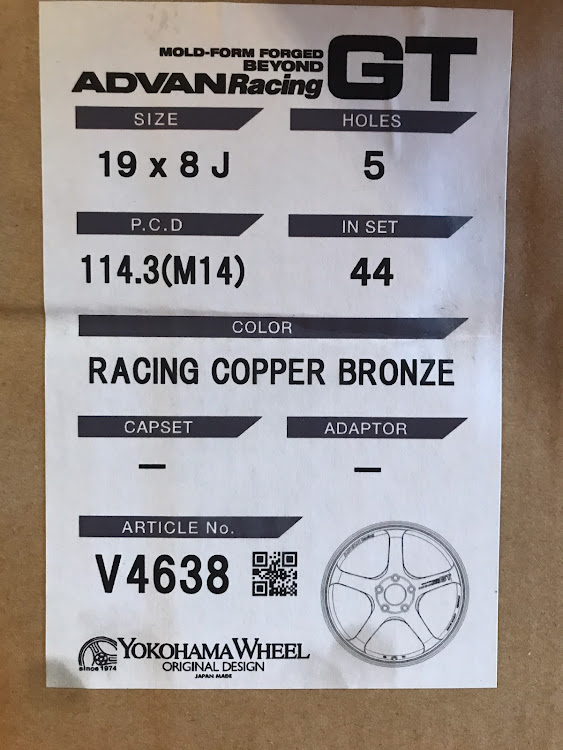 MOLD-FORM FORGED
BEYOND
ADVAN Racing GT
SIZE HOLES
19 x 8 J 5
P.C.D IN SET
114.3(M14) 44
COLOR
RACING COPPER BRONZE
CAPSET ADAPTOR
— —
ARTICLE No.
V4638
GT
since 1974
YOKOHAMA WHEEL
ORIGINAL DESIGN
JAPAN MADE